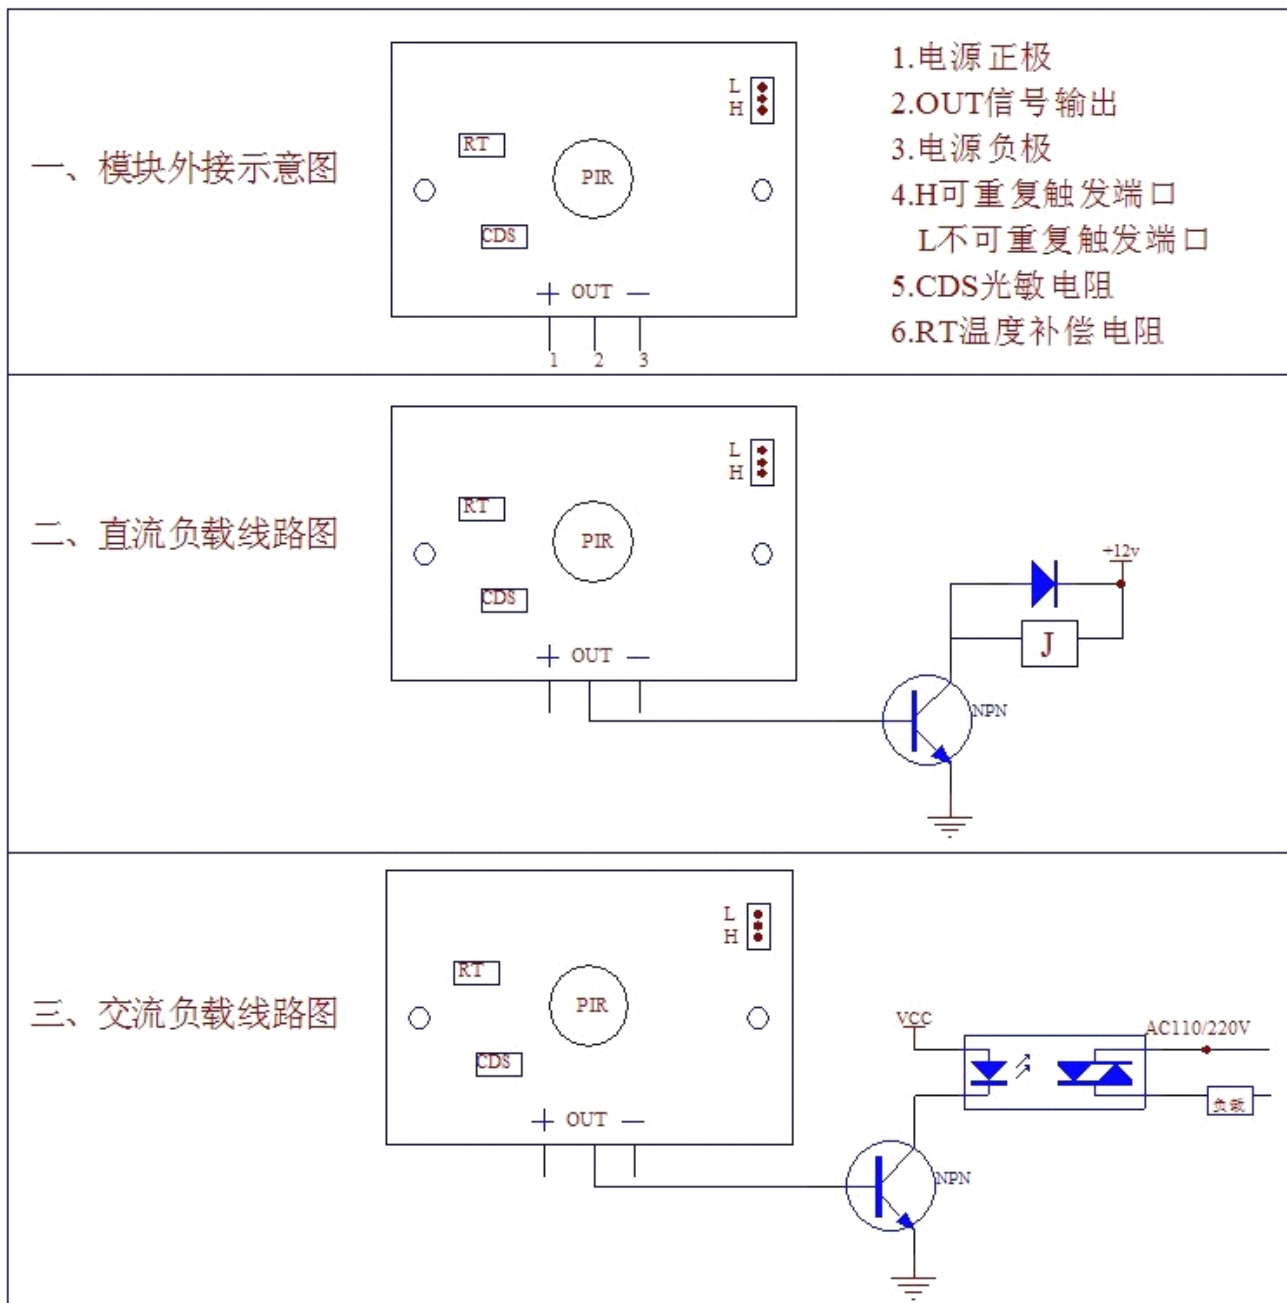 一、模块外接示意图
L
H
RT
PIR
CDS
OUT
1 2 3
1.电源正极
2.OUT信号输出
3.电源负极
4.H可重复触发端口
L不可重复触发端口
5.CDS光敏电阻
6.RT温度补偿电阻
二、直流负载线路图
L
H
RT
PIR
CDS
OUT
+12v
J
NPN
三、交流负载线路图
L
H
RT
PIR
CDS
OUT
VCC
AC110/220V
负载
NPN